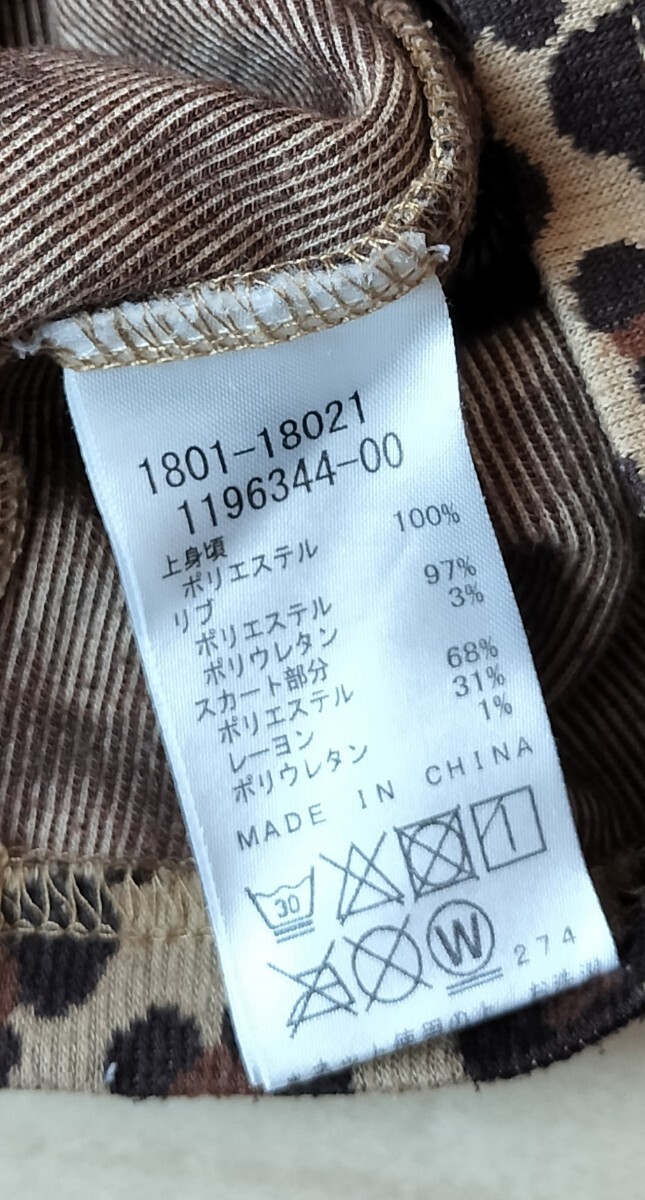 1801-18021
1196344-00
上身頃
ポリエステル 100%
リブ
ポリエステル 97%
ポリウレタン 3%
スカート部分
ポリエステル 68%
レーヨン 31%
ポリウレタン 1%
MADE IN CHINA
30
W 274